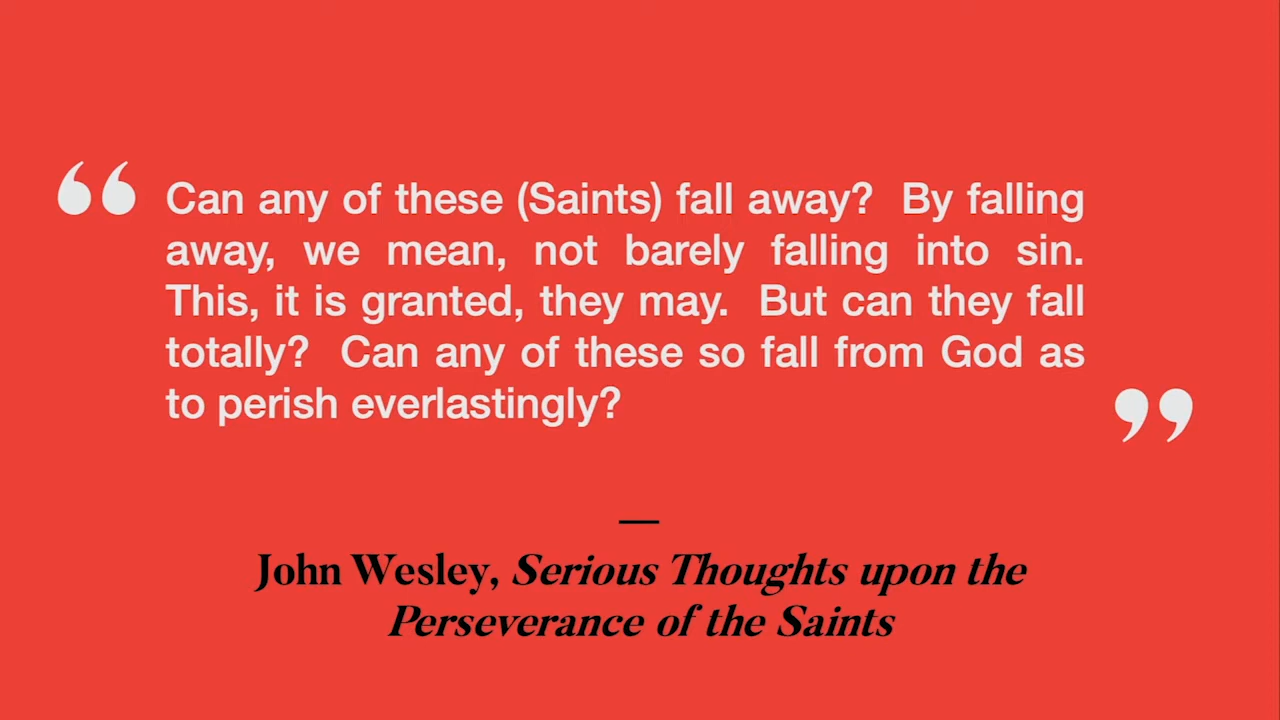 “ Can any of these (Saints) fall away?  By falling
away, we mean, not barely falling into sin.
This, it is granted, they may.  But can they fall
totally?  Can any of these so fall from God as
to perish everlastingly? ”
—
John Wesley, Serious Thoughts upon the
Perseverance of the Saints